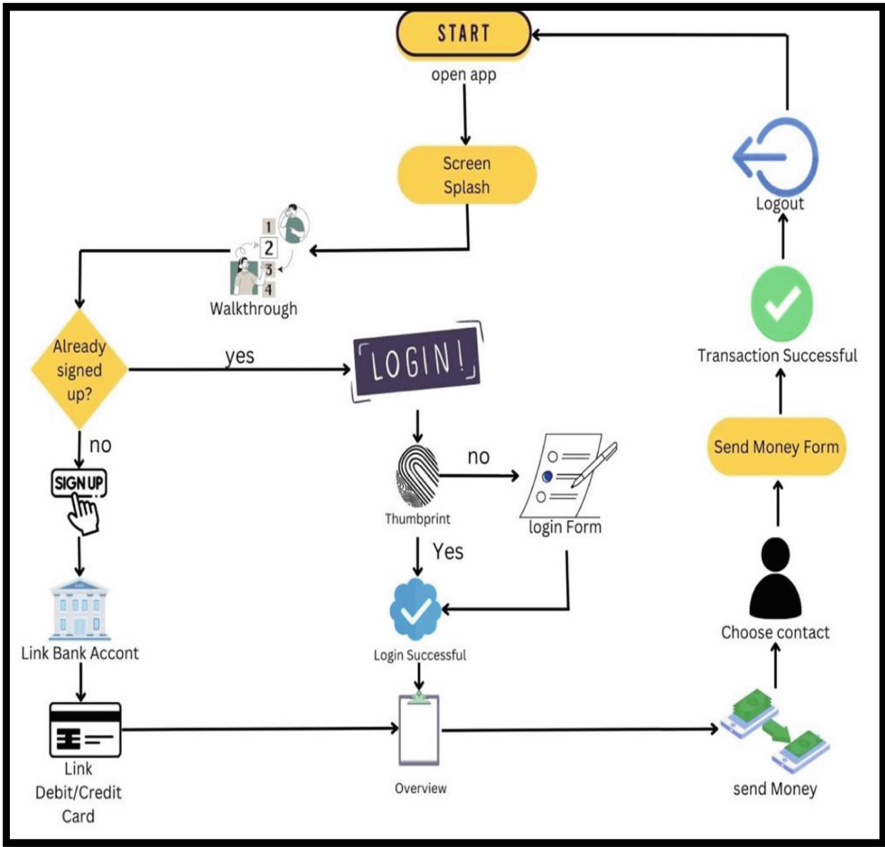 START
open app
Screen
Splash
1
2
3
4
Walkthrough
Already
signed
up?
yes
LOGIN!
no
SIGN UP
Thumbprint
no
login Form
Yes
Login Successful
Link Bank Accont
Link
Debit/Credit
Card
Overview
send Money
Choose contact
Send Money Form
Transaction Successful
Logout